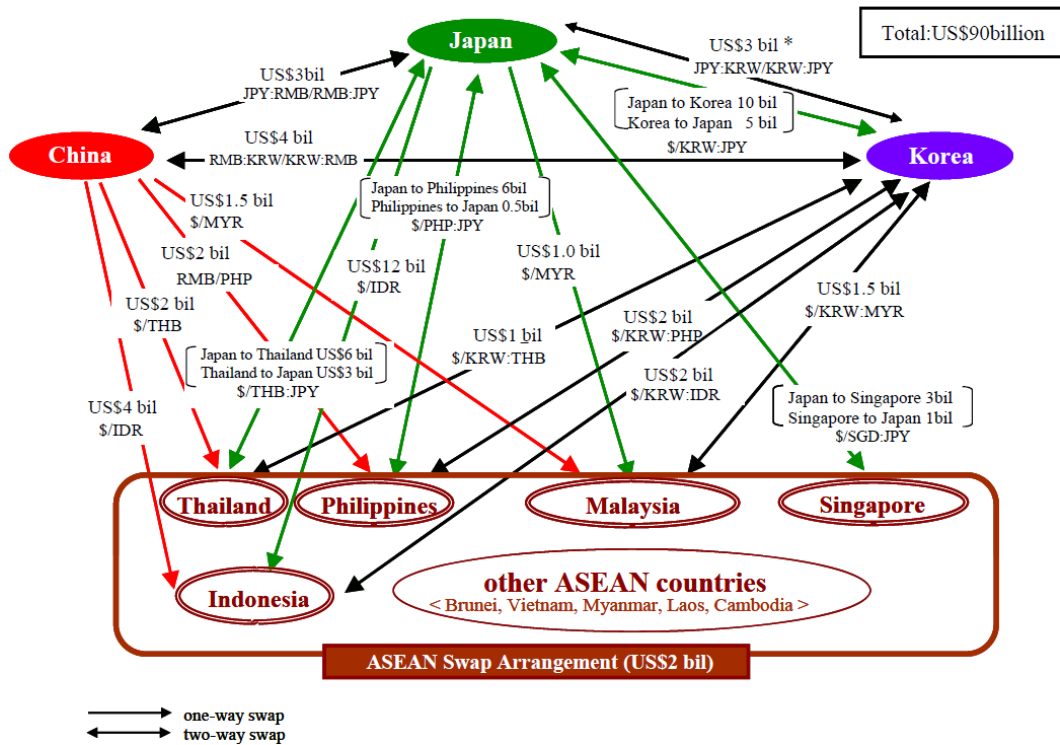 Japan
Total:US$90billion
US$3 bil *
JPY:KRW/KRW:JPY
US$3bil
JPY:RMB/RMB:JPY
Japan to Korea 10 bil
Korea to Japan 5 bil
$/KRW:JPY
China
US$4 bil
RMB:KRW/KRW:RMB
Korea
US$1.5 bil
$/MYR
Japan to Philippines 6bil
Philippines to Japan 0.5bil
$/PHP:JPY
US$2 bil
RMB/PHP
US$12 bil
$/IDR
US$1.0 bil
$/MYR
US$1.5 bil
$/KRW:MYR
US$2 bil
$/THB
US$1 bil
$/KRW:THB
US$2 bil
$/KRW:PHP
Japan to Thailand US$6 bil
Thailand to Japan US$3 bil
$/THB:JPY
US$2 bil
$/KRW:IDR
US$4 bil
$/IDR
Japan to Singapore 3bil
Singapore to Japan 1bil
$/SGD:JPY
Thailand
Philippines
Malaysia
Singapore
Indonesia
other ASEAN countries
< Brunei, Vietnam, Myanmar, Laos, Cambodia >
ASEAN Swap Arrangement (US$2 bil)
one-way swap
two-way swap